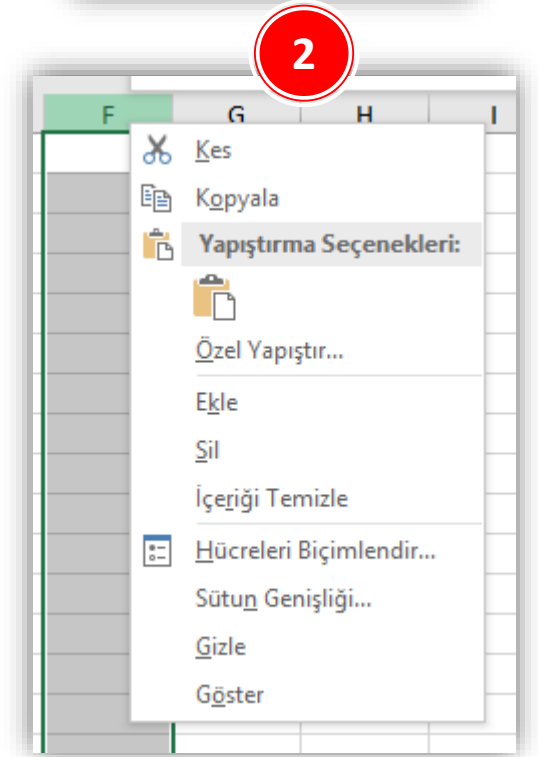 2
F G H I
Kes
Kopyala
Yapıştırma Seçenekleri:
Özel Yapıştır...
Ekle
Sil
İçeriği Temizle
Hücreleri Biçimlendir...
Sütun Genişliği...
Gizle
Göster